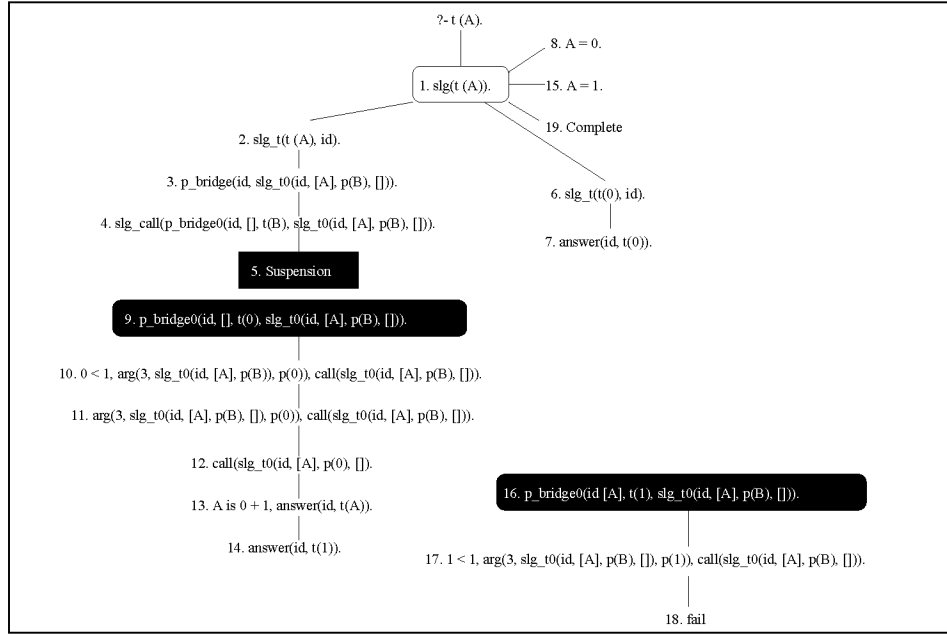 ?- t (A).
8. A = 0.
1. slg(t (A)).
15. A = 1.
19. Complete
2. slg_t(t (A), id).
3. p_bridge(id, slg_t0(id, [A], p(B), [])).
6. slg_t(t(0), id).
4. slg_call(p_bridge0(id, [], t(B), slg_t0(id, [A], p(B), [])).
7. answer(id, t(0)).
5. Suspension
9. p_bridge0(id, [], t(0), slg_t0(id, [A], p(B), [])).
10. 0 < 1, arg(3, slg_t0(id, [A], p(B)), p(0)), call(slg_t0(id, [A], p(B), [])).
11. arg(3, slg_t0(id, [A], p(B), []), p(0)), call(slg_t0(id, [A], p(B), [])).
12. call(slg_t0(id, [A], p(0), []).
16. p_bridge0(id [A], t(1), slg_t0(id, [A], p(B), [])).
13. A is 0 + 1, answer(id, t(A)).
14. answer(id, t(1)).
17. 1 < 1, arg(3, slg_t0(id, [A], p(B), []), p(1)), call(slg_t0(id, [A], p(B), [])).
18. fail